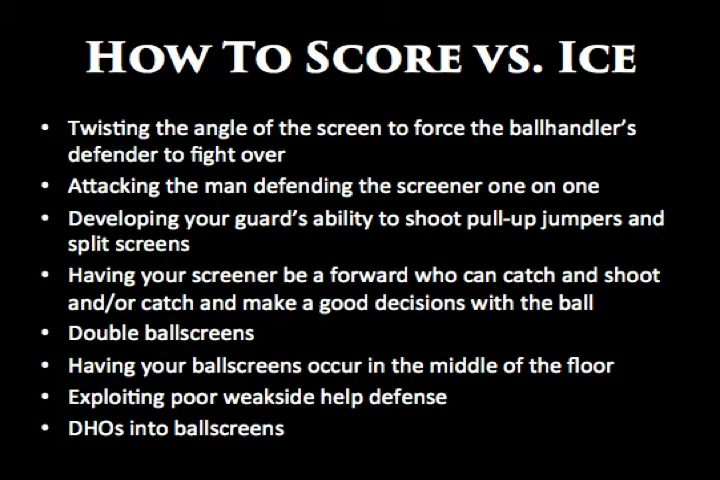 How To Score vs. Ice
• Twisting the angle of the screen to force the ballhandler's
defender to fight over
• Attacking the man defending the screener one on one
• Developing your guard's ability to shoot pull-up jumpers and
split screens
• Having your screener be a forward who can catch and shoot
and/or catch and make a good decisions with the ball
• Double ballscreens
• Having your ballscreens occur in the middle of the floor
• Exploiting poor weakside help defense
• DHOs into ballscreens